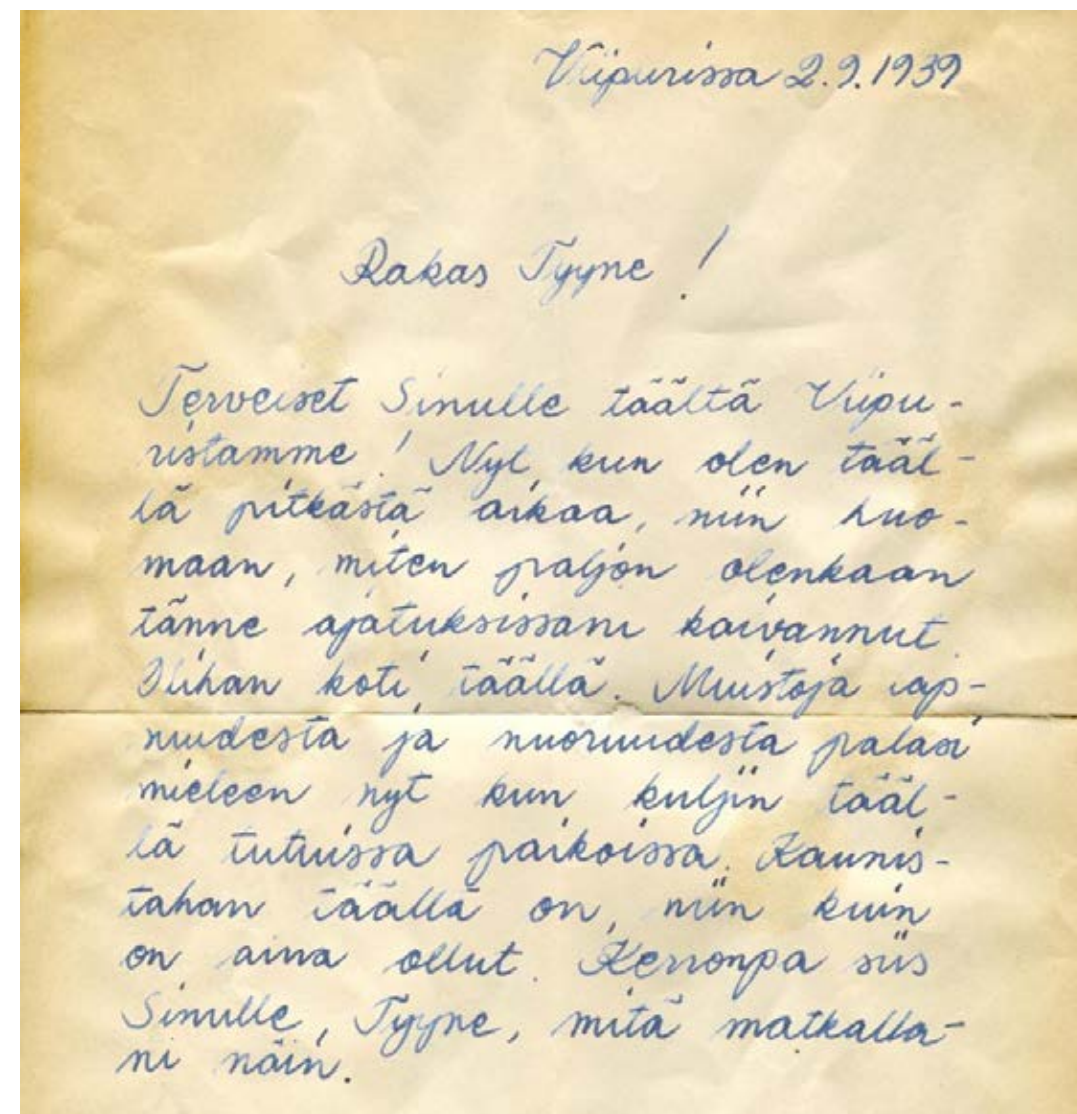 Viipurissa 2.9.1939
Rakas Tyyne!
Terveiset Sinulle täältä Viipu-
ristamme! Nyt, kun olen tääl-
lä pitkästä aikaa, niin huo-
maan, miten paljon olenkaan
tänne ajatuksissani kaivannut.
Olihan koti täällä. Muistoja lap-
suudesta ja nuoruudesta palasi
mieleen nyt kun kuljin tääl-
lä tutuissa paikoissa. Kaunis-
tahan täällä on, niin kuin
on aina ollut. Kerronpa siis
Sinulle, Tyyne, mitä matkalla-
ni näin.